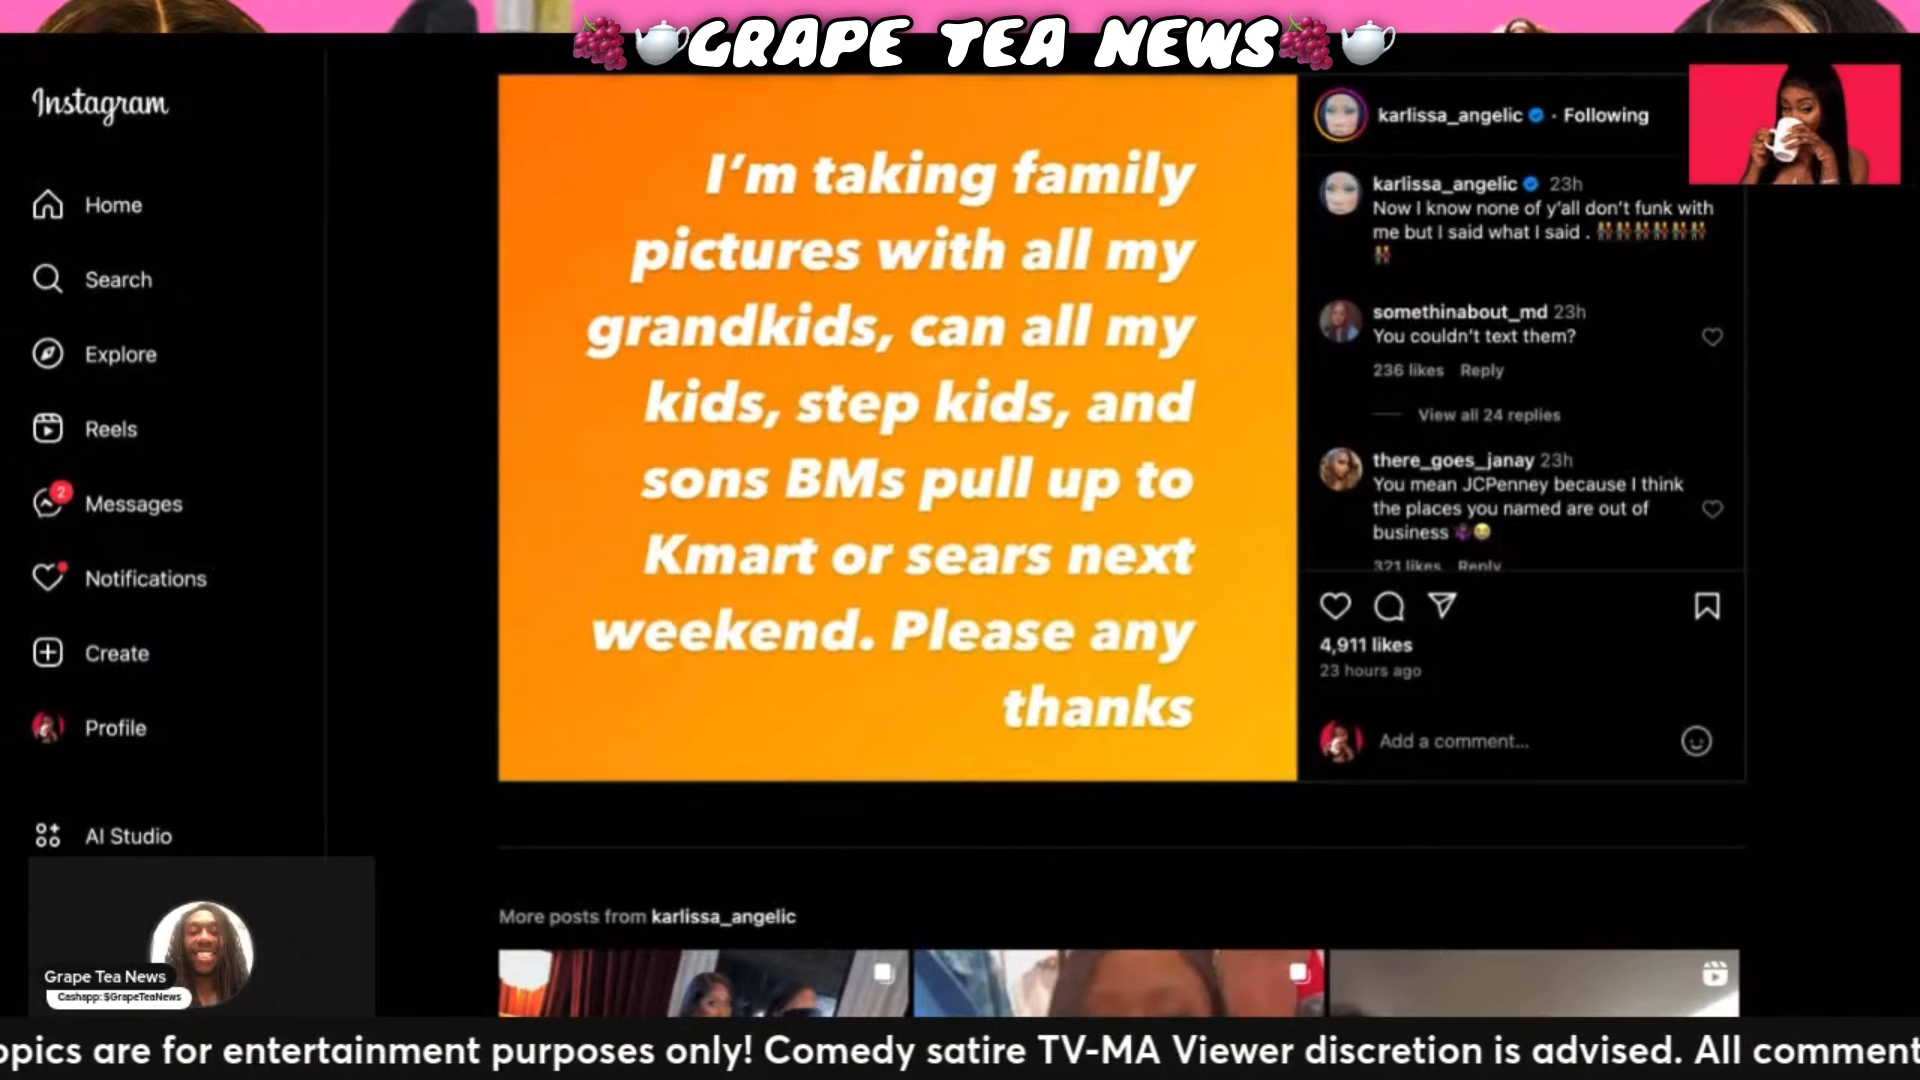 GRAPE TEA NEWS
Instagram
Home
Search
Explore
Reels
2
Messages
Notifications
Create
Profile
AI Studio
I’m taking family
pictures with all my
grandkids, can all my
kids, step kids, and
sons BMs pull up to
Kmart or sears next
weekend. Please any
thanks
karlissa_angelic · Following
karlissa_angelic 23h
Now I know none of y’all don’t funk with
me but I said what I said .
somethinabout_md 23h
You couldn’t text them?
236 likes Reply
View all 24 replies
there_goes_janay 23h
You mean JCPenney because I think
the places you named are out of
business
321 likes Reply
4,911 likes
23 hours ago
Add a comment...
More posts from karlissa_angelic
Grape Tea News
Cashapp: $GrapeTeaNews
opics are for entertainment purposes only! Comedy satire TV-MA Viewer discretion is advised. All comment